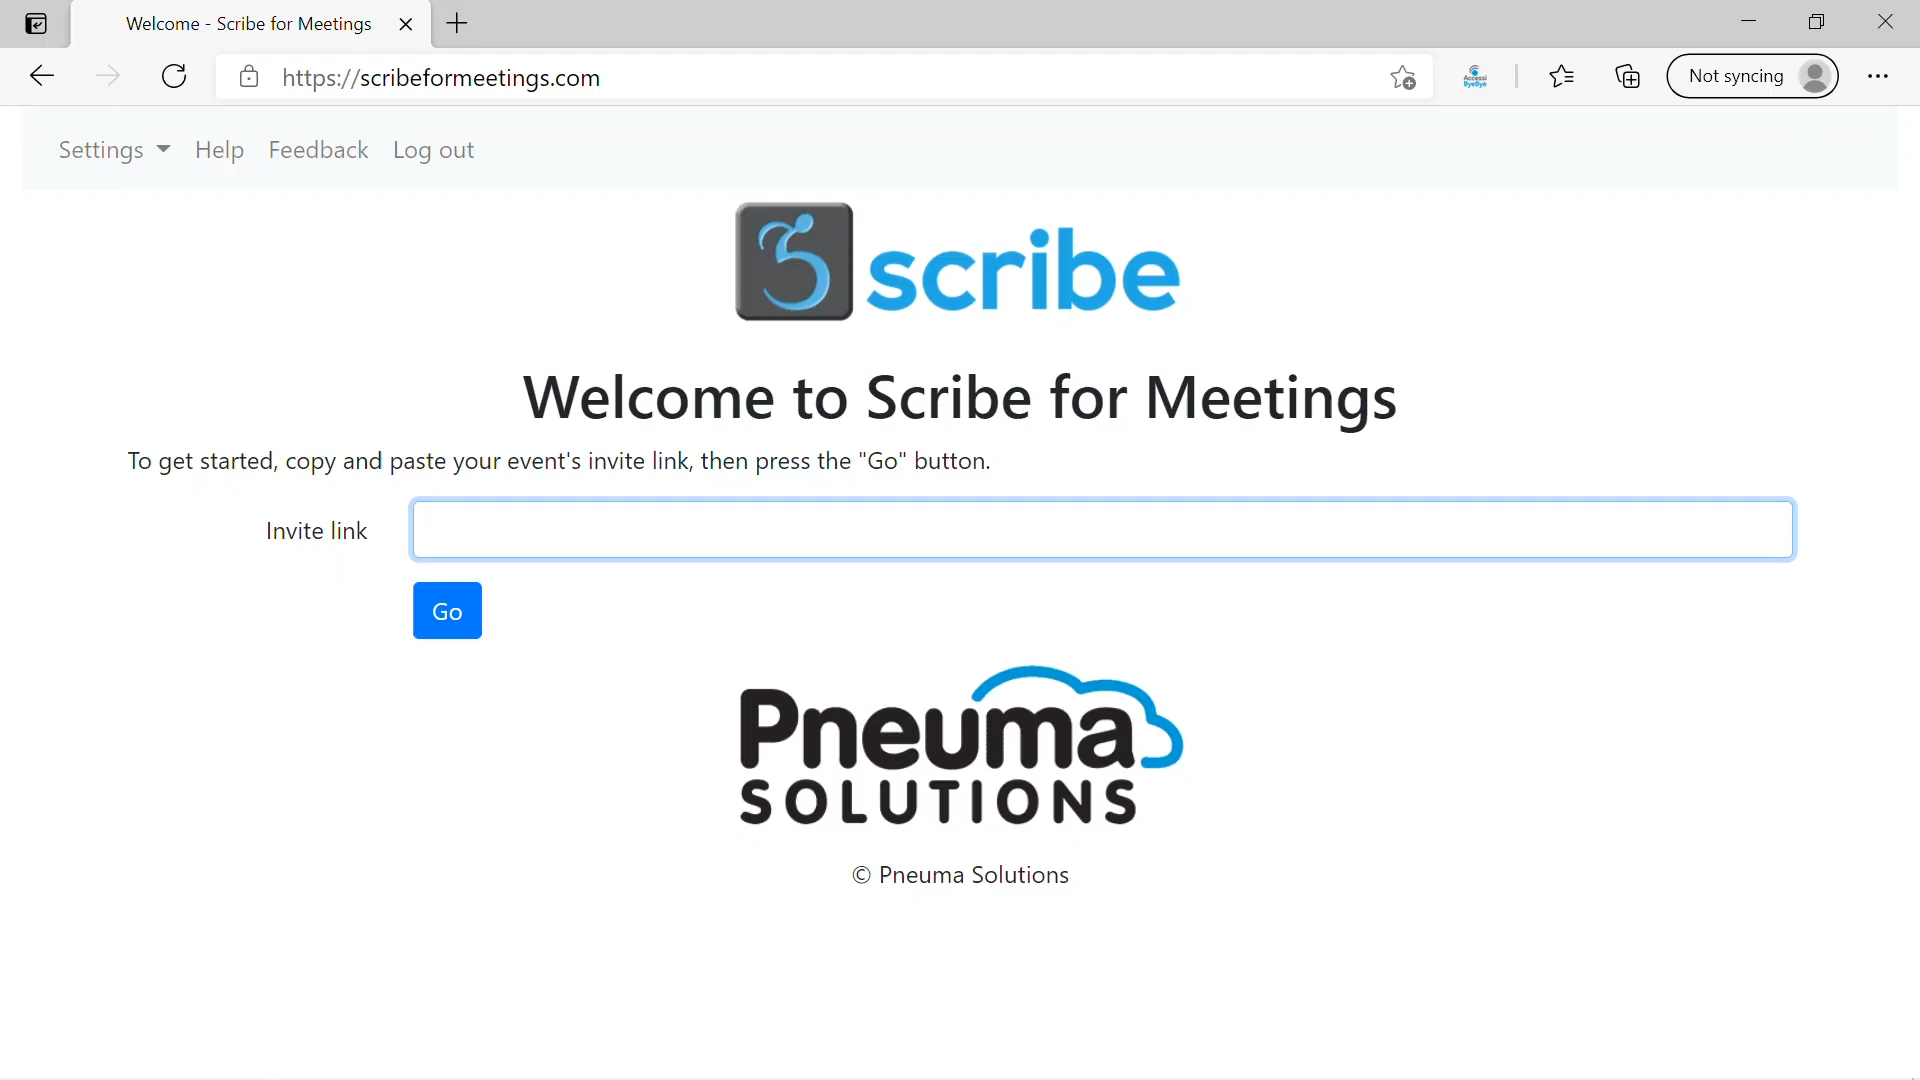 Welcome - Scribe for Meetings
https://scribeformeetings.com
Accessi
ByeBye
Not syncing
Settings Help Feedback Log out
scribe
Welcome to Scribe for Meetings
To get started, copy and paste your event's invite link, then press the "Go" button.
Invite link
Go
Pneuma
SOLUTIONS
© Pneuma Solutions